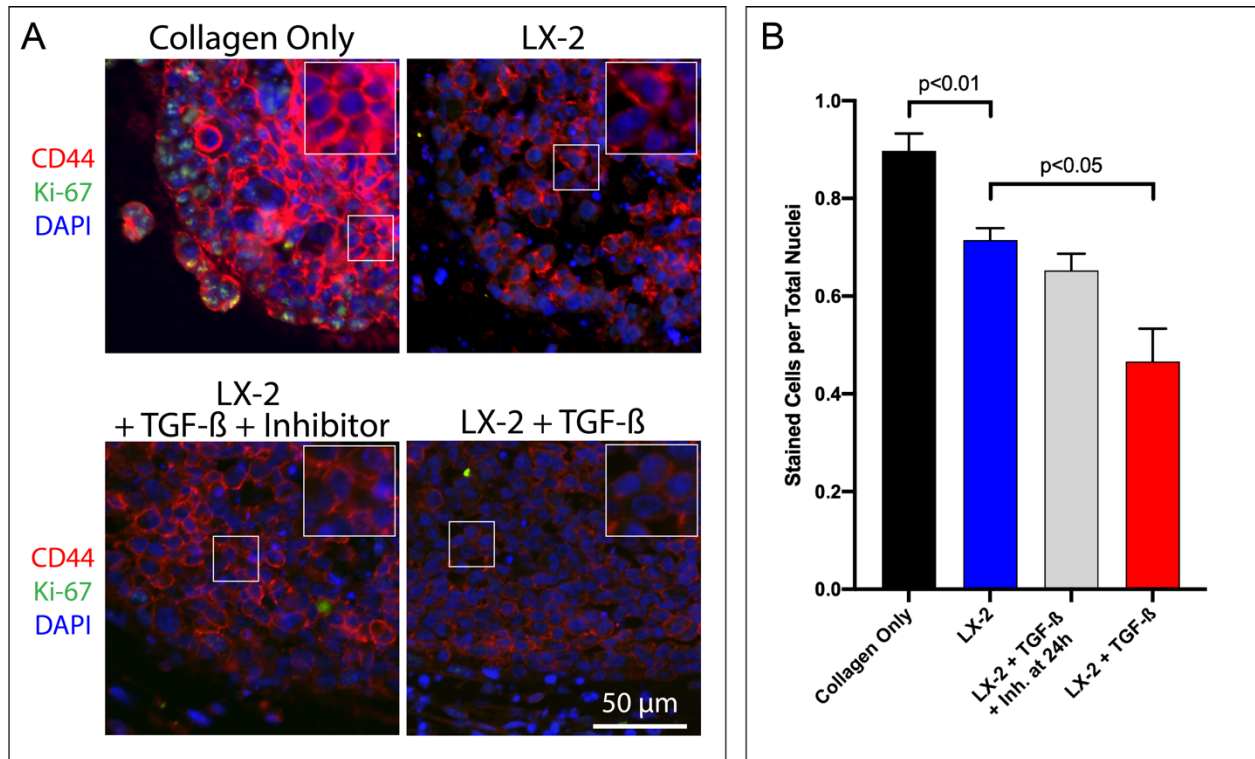 A
Collagen Only
LX-2
CD44
Ki-67
DAPI
LX-2
+ TGF-ß + Inhibitor
LX-2 + TGF-ß
CD44
Ki-67
DAPI
50 µm
B
p<0.01
p<0.05
Stained Cells per Total Nuclei
1.0
0.8
0.6
0.4
0.2
0.0
Collagen Only
LX-2
LX-2 + TGF-ß
+ Inh. at 24h
LX-2 + TGF-ß